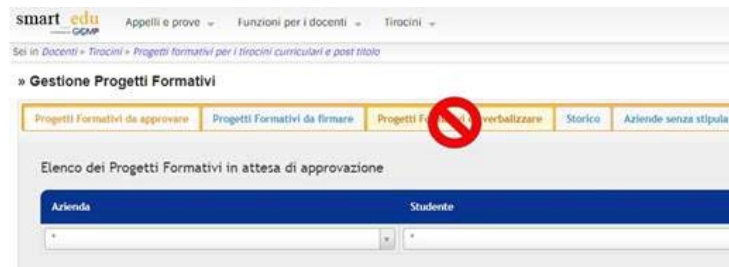 smart_edu Appelli e prove Funzioni per i docenti Tirocini
GOMP
Sei in Docenti » Tirocini » Progetti formativi per i tirocini curriculari e post titolo
» Gestione Progetti Formativi
Progetti Formativi da approvare Progetti Formativi da firmare Progetti verbalizzare Storico Aziende senza stipula
Elenco dei Progetti Formativi in attesa di approvazione
Azienda Studente
* *